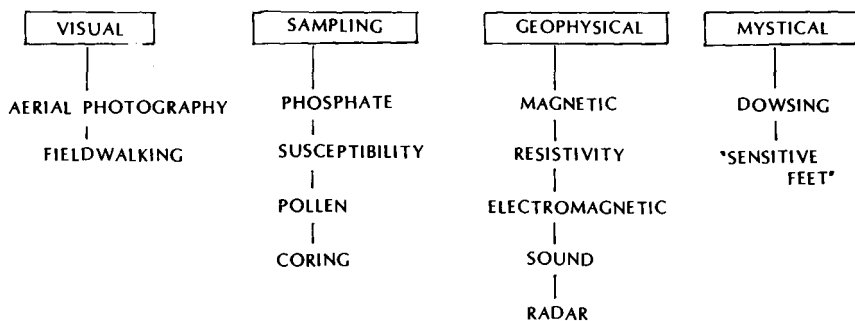 VISUAL
AERIAL PHOTOGRAPHY
FIELDWALKING
SAMPLING
PHOSPHATE
SUSCEPTIBILITY
POLLEN
CORING
GEOPHYSICAL
MAGNETIC
RESISTIVITY
ELECTROMAGNETIC
SOUND
RADAR
MYSTICAL
DOWSING
"SENSITIVE
FEET"